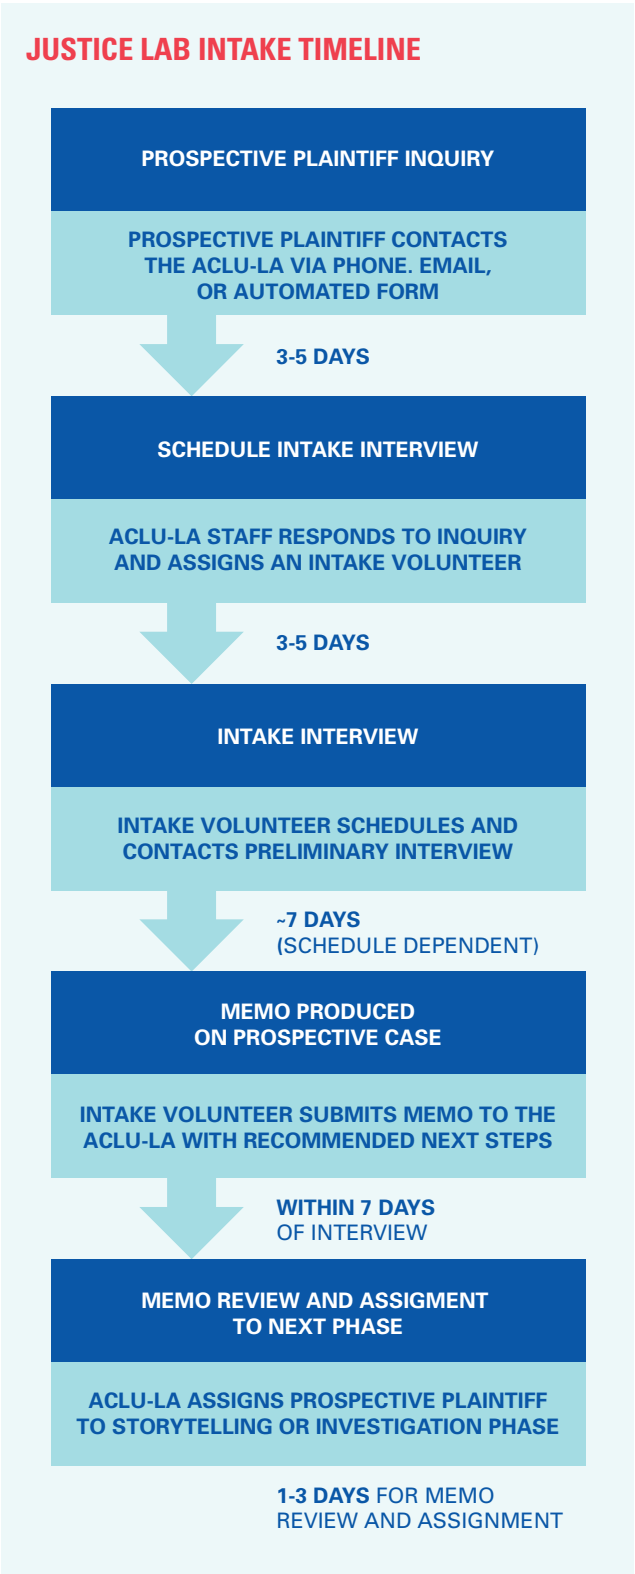 JUSTICE LAB INTAKE TIMELINE
PROSPECTIVE PLAINTIFF INQUIRY
PROSPECTIVE PLAINTIFF CONTACTS
THE ACLU-LA VIA PHONE. EMAIL,
OR AUTOMATED FORM
3-5 DAYS
SCHEDULE INTAKE INTERVIEW
ACLU-LA STAFF RESPONDS TO INQUIRY
AND ASSIGNS AN INTAKE VOLUNTEER
3-5 DAYS
INTAKE INTERVIEW
INTAKE VOLUNTEER SCHEDULES AND
CONTACTS PRELIMINARY INTERVIEW
~7 DAYS
(SCHEDULE DEPENDENT)
MEMO PRODUCED
ON PROSPECTIVE CASE
INTAKE VOLUNTEER SUBMITS MEMO TO THE
ACLU-LA WITH RECOMMENDED NEXT STEPS
WITHIN 7 DAYS
OF INTERVIEW
MEMO REVIEW AND ASSIGMENT
TO NEXT PHASE
ACLU-LA ASSIGNS PROSPECTIVE PLAINTIFF
TO STORYTELLING OR INVESTIGATION PHASE
1-3 DAYS FOR MEMO
REVIEW AND ASSIGNMENT